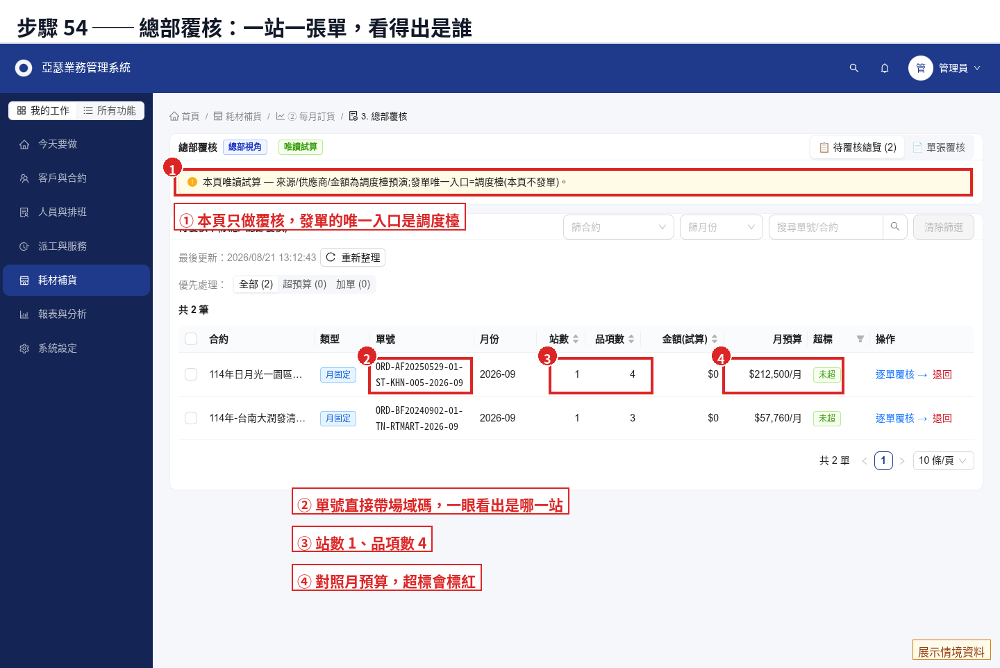 步驟 54 —— 總部覆核：一站一張單，看得出是誰
亞瑟業務管理系統
管 管理員
我的工作 所有功能
今天要做
客戶與合約
人員與排班
派工與服務
耗材補貨
報表與分析
系統設定
首頁 / 耗材補貨 / ② 每月訂貨 / 3. 總部覆核
總部覆核 總部視角 唯讀試算
待覆核總覽 (2) 單張覆核
1
本頁唯讀試算 — 來源/供應商/金額為調度檯預演;發單唯一入口=調度檯(本頁不發單)。
① 本頁只做覆核，發單的唯一入口是調度檯
篩合約 篩月份 搜尋單號/合約 清除篩選
最後更新：2026/08/21 13:12:43 重新整理
優先處理： 全部 (2) 超預算 (0) 加單 (0)
共 2 筆
合約 類型 單號 月份 站數 品項數 金額(試算) 月預算 超標 操作
2 3 4
114年日月光一園區… 月固定 ORD-AF20250529-01-ST-KHN-005-2026-09 2026-09 1 4 $0 $212,500/月 未超 逐單覆核 → 退回
114年-台南大潤發清… 月固定 ORD-BF20240902-01-TN-RTMART-2026-09 2026-09 1 3 $0 $57,760/月 未超 逐單覆核 → 退回
共 2 單 1 10 條/頁
② 單號直接帶場域碼，一眼看出是哪一站
③ 站數 1、品項數 4
④ 對照月預算，超標會標紅
展示情境資料